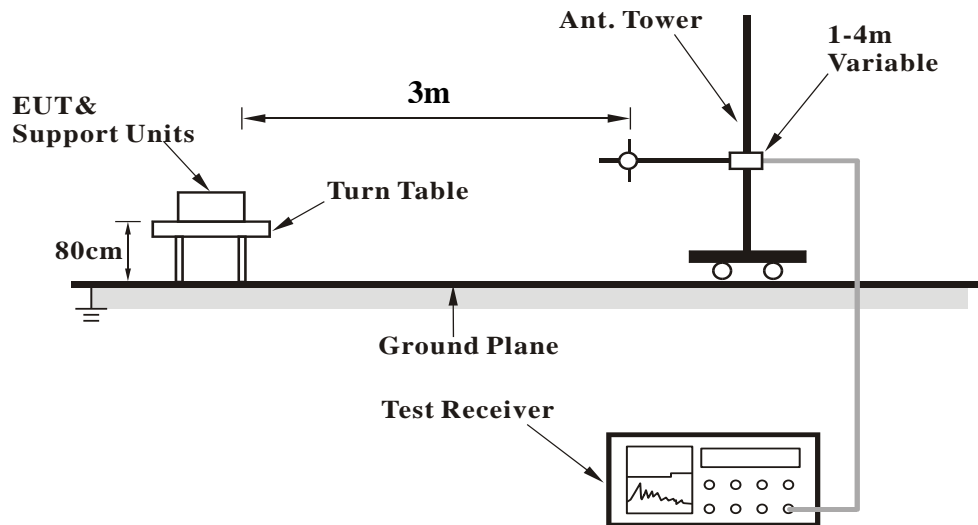 Ant. Tower
1-4m
Variable
3m
EUT&
Support Units
Turn Table
80cm
Ground Plane
Test Receiver